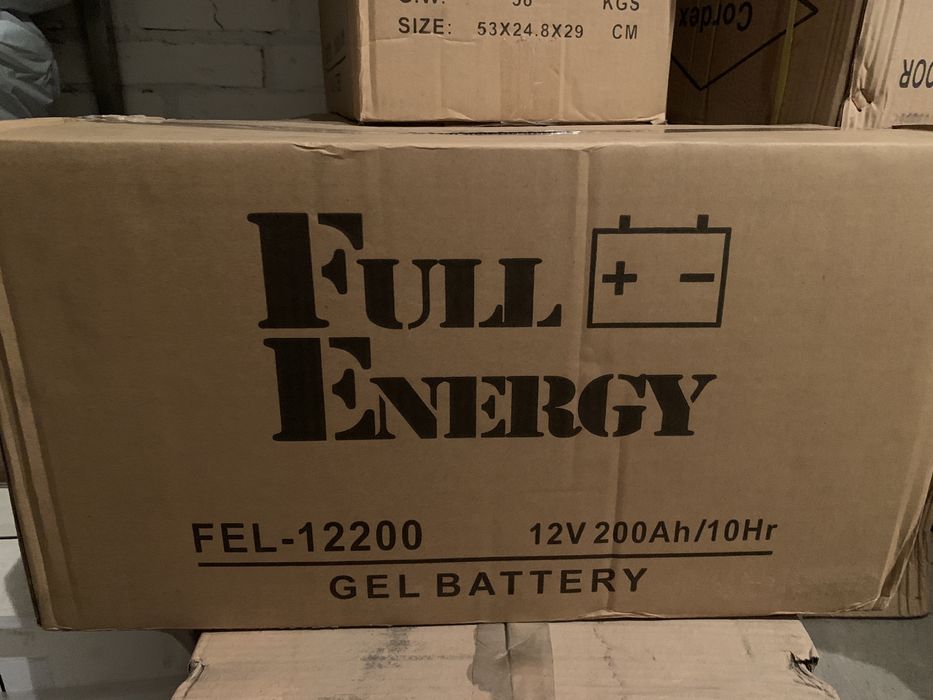 KGS
SIZE: 53X24.8X29 CM
Cordex
FULL
ENERGY
FEL-12200 12V 200Ah/10Hr
GEL BATTERY